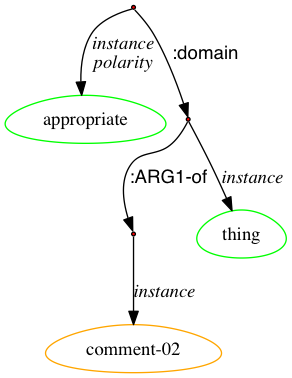 instance
polarity
:domain
appropriate
:ARG1-of
instance
thing
instance
comment-02